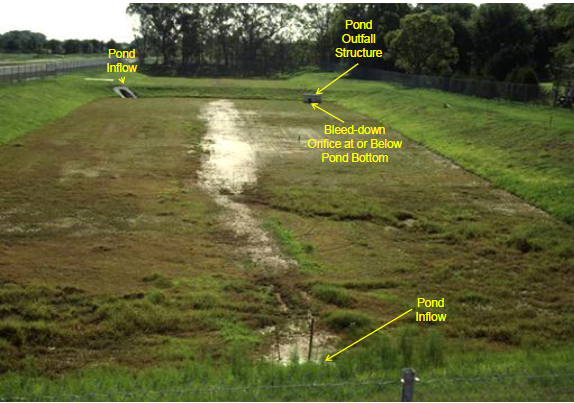 Pond
Outfall
Structure
Pond
Inflow
Bleed-down
Orifice at or Below
Pond Bottom
Pond
Inflow